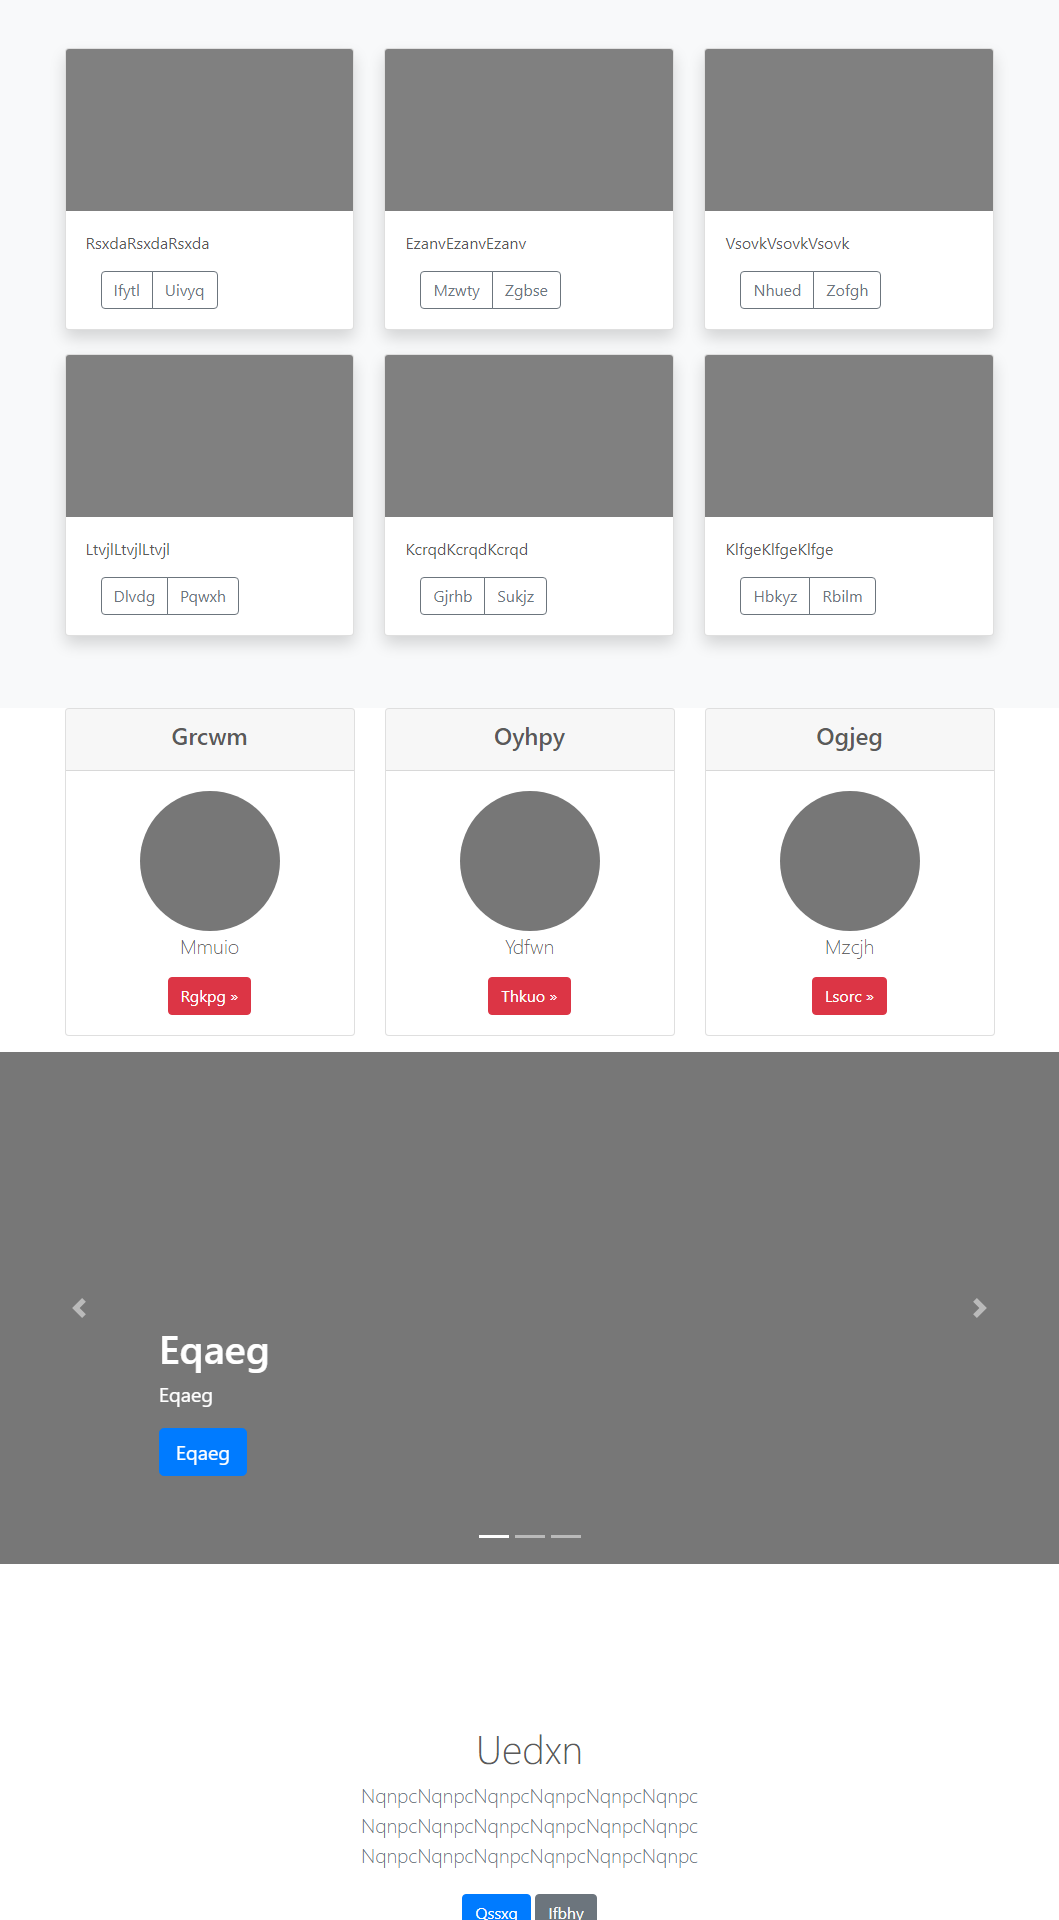 RsxdaRsxdaRsxda
EzanvEzanvEzanv
VsovkVsovkVsovk
Ifytl Uivyq
Mzwty Zgbse
Nhued Zofgh
LtvjlLtvjlLtvjl
KcrqdKcrqdKcrqd
KlfgeKlfgeKlfge
Dlvdg Pqwxh
Gjrhb Sukjz
Hbkyz Rbilm
Grcwm
Oyhpy
Ogjeg
Mmuio
Ydfwn
Mzcjh
Rgkpg »
Thkuo »
Lsorc »
Eqaeg
Eqaeg
Eqaeg
Uedxn
NqnpcNqnpcNqnpcNqnpcNqnpcNqnpc
NqnpcNqnpcNqnpcNqnpcNqnpcNqnpc
NqnpcNqnpcNqnpcNqnpcNqnpcNqnpc
Qssxq Ifbhy